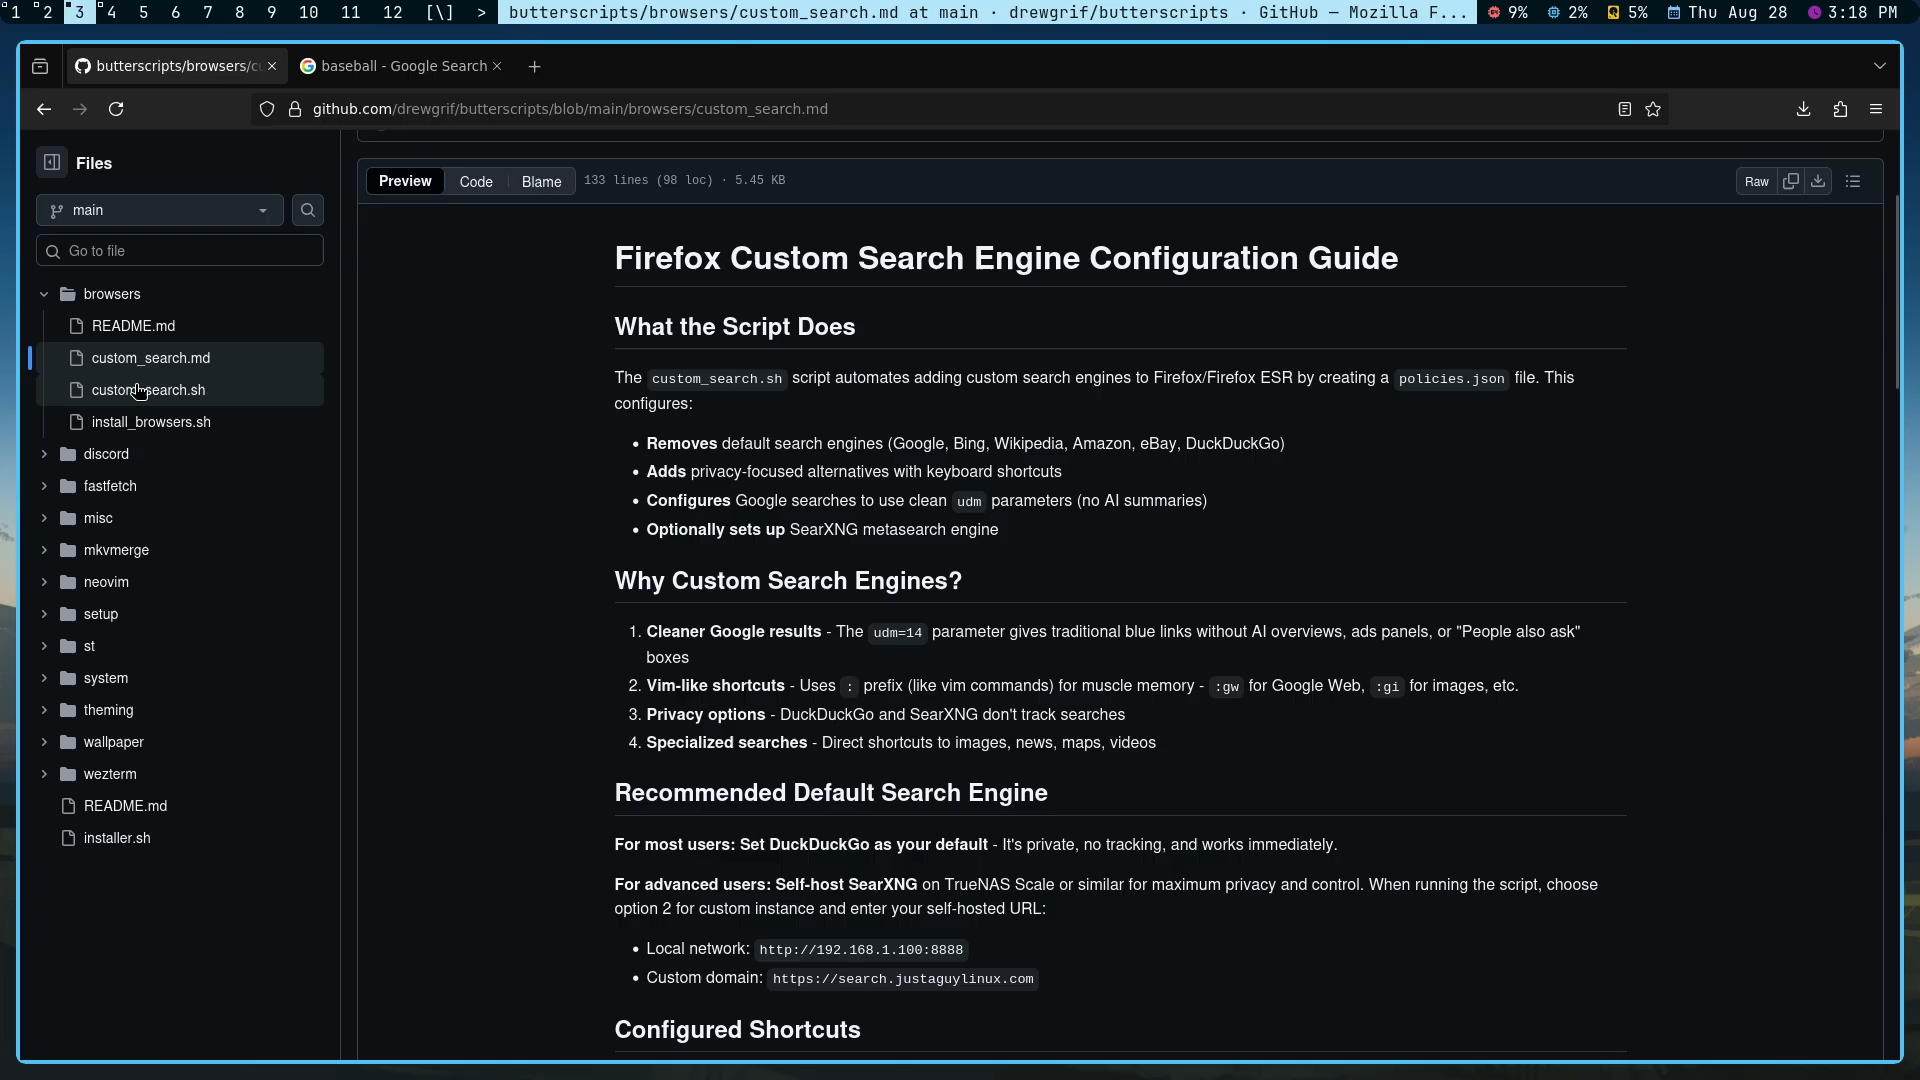 1 2 3 4 5 6 7 8 9 10 11 12 [\] > butterscripts/browsers/custom_search.md at main · drewgrif/butterscripts · GitHub — Mozilla F... 9% 2% 5% Thu Aug 28 3:18 PM
butterscripts/browsers/cu baseball - Google Search
github.com/drewgrif/butterscripts/blob/main/browsers/custom_search.md
Files
main
Go to file
browsers
README.md
custom_search.md
custom_search.sh
install_browsers.sh
discord
fastfetch
misc
mkvmerge
neovim
setup
st
system
theming
wallpaper
wezterm
README.md
installer.sh
Preview Code Blame 133 lines (98 loc) · 5.45 KB Raw
Firefox Custom Search Engine Configuration Guide
What the Script Does
The custom_search.sh script automates adding custom search engines to Firefox/Firefox ESR by creating a policies.json file. This
configures:
• Removes default search engines (Google, Bing, Wikipedia, Amazon, eBay, DuckDuckGo)
• Adds privacy-focused alternatives with keyboard shortcuts
• Configures Google searches to use clean udm parameters (no AI summaries)
• Optionally sets up SearXNG metasearch engine
Why Custom Search Engines?
1. Cleaner Google results - The udm=14 parameter gives traditional blue links without AI overviews, ads panels, or "People also ask"
boxes
2. Vim-like shortcuts - Uses : prefix (like vim commands) for muscle memory - :gw for Google Web, :gi for images, etc.
3. Privacy options - DuckDuckGo and SearXNG don't track searches
4. Specialized searches - Direct shortcuts to images, news, maps, videos
Recommended Default Search Engine
For most users: Set DuckDuckGo as your default - It's private, no tracking, and works immediately.
For advanced users: Self-host SearXNG on TrueNAS Scale or similar for maximum privacy and control. When running the script, choose
option 2 for custom instance and enter your self-hosted URL:
• Local network: http://192.168.1.100:8888
• Custom domain: https://search.justaguylinux.com
Configured Shortcuts